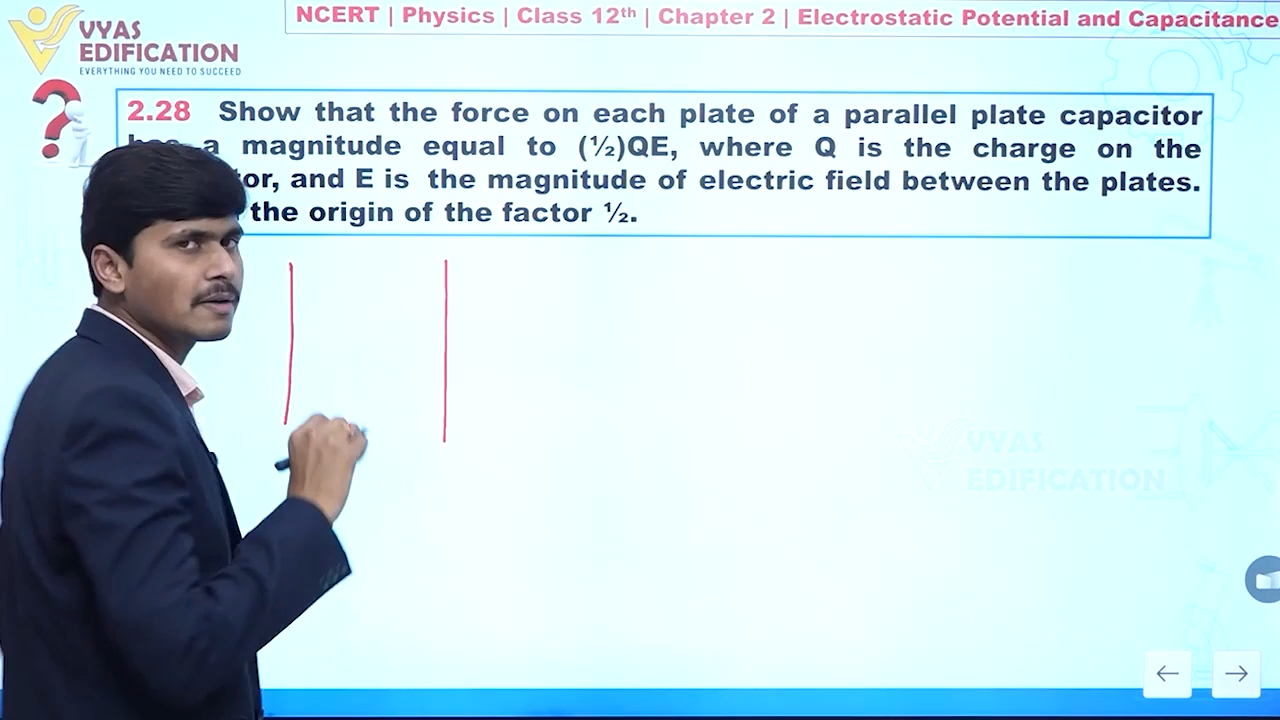 NCERT | Physics | Class 12th | Chapter 2 | Electrostatic Potential and Capacitance
VYAS
EDIFICATION
EVERYTHING YOU NEED TO SUCCEED
2.28 Show that the force on each plate of a parallel plate capacitor
a magnitude equal to (½)QE, where Q is the charge on the
and E is the magnitude of electric field between the plates.
the origin of the factor ½.
VYAS
EDIFICATION